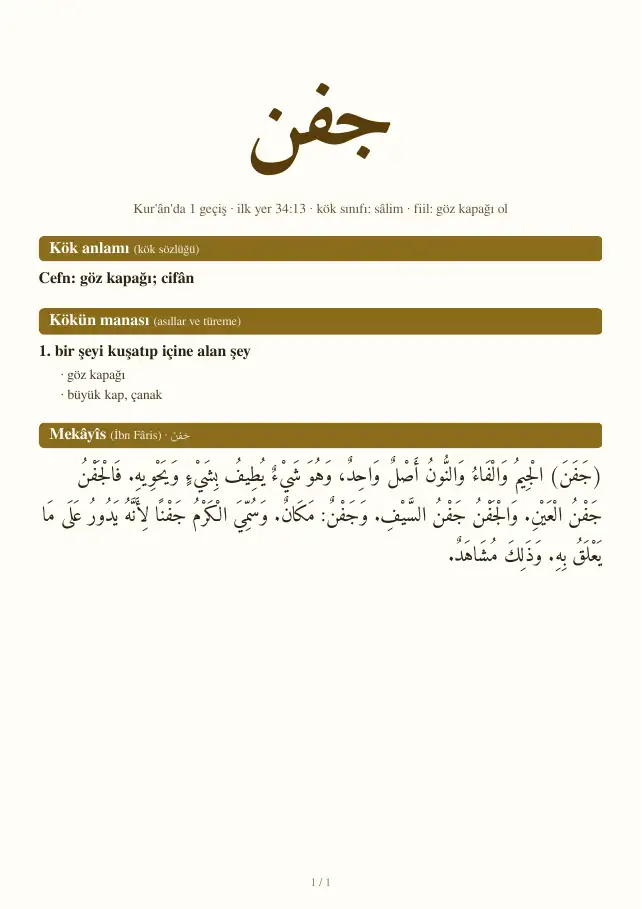 جفن
Kur'ân'da 1 geçiş · ilk yer 34:13 · kök sınıfı: sâlim · fiil: göz kapağı ol
Kök anlamı (kök sözlüğü)
Cefn: göz kapağı; cifân
Kökün manası (asıllar ve türeme)
1. bir şeyi kuşatıp içine alan şey
· göz kapağı
· büyük kap, çanak
Mekâyîs (İbn Fâris) · جَفَنَ
(جَفَنَ) الْجِيمُ وَالْفَاءُ وَالنُّونُ أَصْلٌ وَاحِدٌ، وَهُوَ شَيْءٌ يُطِيفُ بِشَيْءٍ وَيَحْوِيهِ. فَالْجَفْنُ
جَفْنُ الْعَيْنِ. وَالْجَفْنُ جَفْنُ السَّيْفِ. وَجَفْنٌ: مَكَانٌ. وَسُمِّيَ الْكَرْمُ جَفْنًا لِأَنَّهُ يَدُورُ عَلَى مَا
يَعْلَقُ بِهِ. وَذَلِكَ مُشَاهَدٌ.
1 / 1